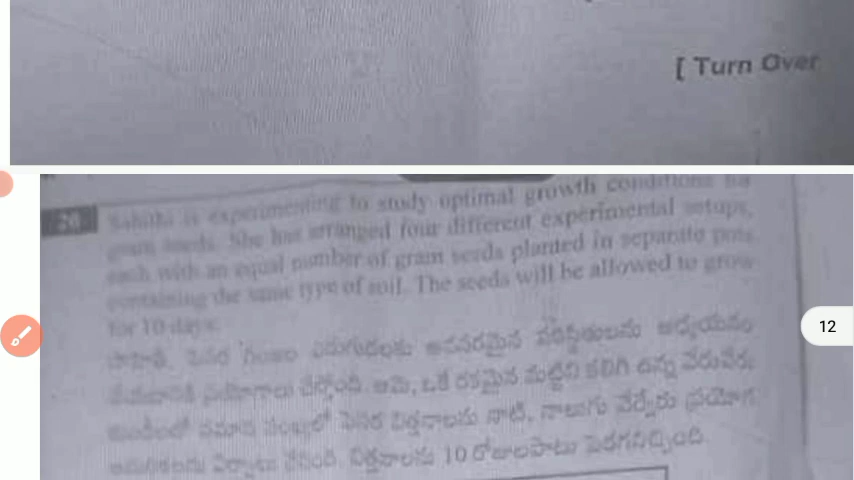 [ Turn Over
26 Sahithi is experimenting to study optimal growth conditions for
gram seeds. She has arranged four different experimental setups,
each with an equal number of gram seeds planted in separate pots
containing the same type of soil. The seeds will be allowed to grow
for 10 days.
సాహితి, పెసర గింజల ఎదుగుదలకు అవసరమైన పరిస్థితులను అధ్యయనం
చేయడానికి ప్రయోగాలు చేస్తోంది. ఆమె, ఒకే రకమైన మట్టిని కలిగి ఉన్న వేరువేరు
కుండీలలో సమాన సంఖ్యలో పెసర విత్తనాలను నాటి, నాలుగు వేర్వేరు ప్రయోగ
అమరికలను ఏర్పాటు చేసింది. విత్తనాలను 10 రోజులపాటు పెరగనిచ్చింది.
12